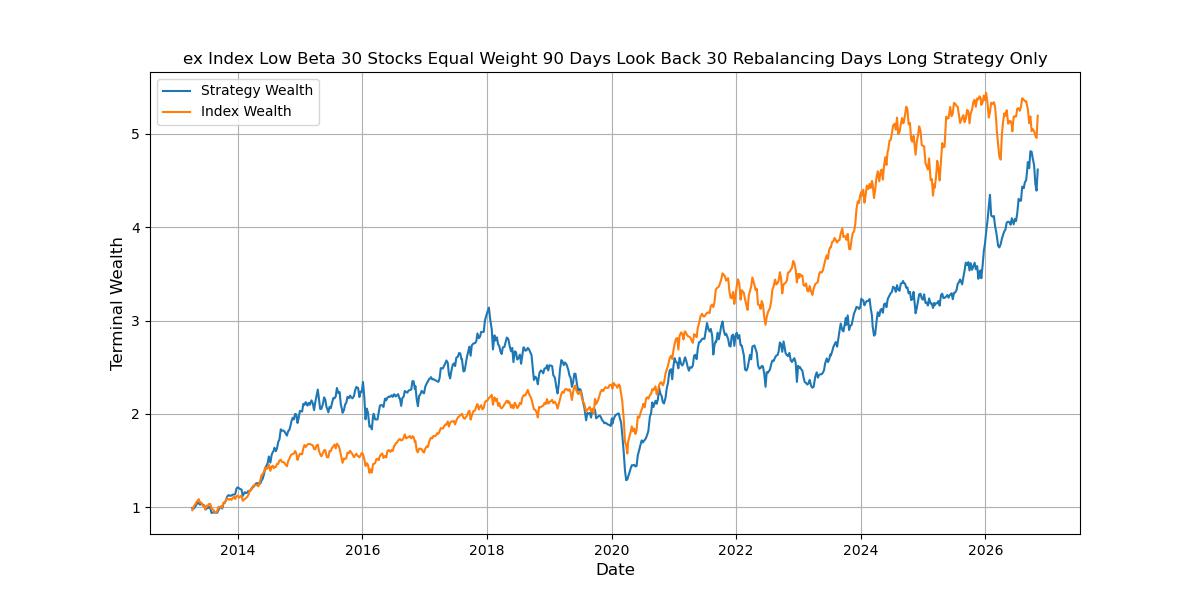 ex Index Low Beta 30 Stocks Equal Weight 90 Days Look Back 30 Rebalancing Days Long Strategy Only
Strategy Wealth
Index Wealth
Terminal Wealth
5
4
3
2
1
2014 2016 2018 2020 2022 2024 2026
Date